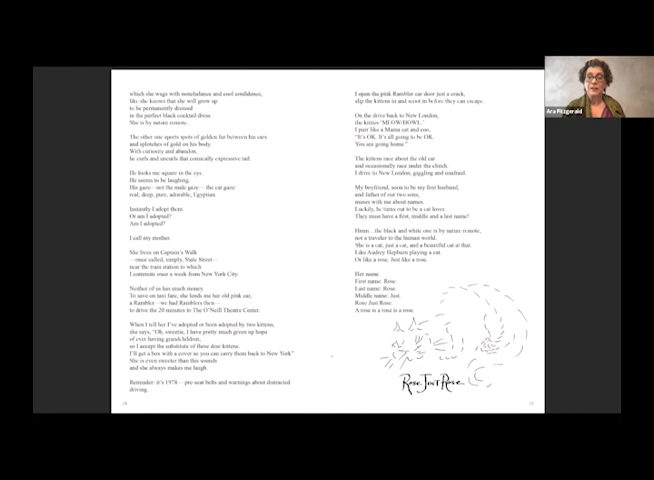 which she wags with nonchalance and cool confidence,
like she knows that she will grow up
to be permanently dressed
in the perfect black cocktail dress.
She is by nature remote.
The other one sports spots of golden fur between his ears
and splotches of gold on his body.
With curiosity and abandon,
he curls and uncurls that comically expressive tail.
He looks me square in the eye.
He seems to be laughing.
His gaze—not the male gaze— the cat gaze:
real, deep, pure, adorable, Egyptian.
Instantly I adopt them.
Or am I adopted?
Am I adopted?
I call my mother.
She lives on Captain's Walk
—once called, simply, State Street—
near the train station to which
I commute once a week from New York City.
Neither of us has much money
To save on taxi fare, she lends me her old pink car,
a Rambler—we had Ramblers then—
to drive the 20 minutes to The O'Neill Theatre Center.
When I tell her I've adopted or been adopted by two kittens,
she says, "Oh, sweetie, I have pretty much given up hope
of ever having grandchildren,
so I accept the substitute of these dear kittens.
I'll get a box with a cover so you can carry them back to New York"
She is even sweeter than this sounds
and she always makes me laugh.
Reminder: it's 1978— pre-seat belts and warnings about distracted
driving.
18
I open the pink Rambler car door just a crack,
slip the kittens in and scoot in before they can escape.
On the drive back to New London,
the kitties "MEOW/HOWL."
I purr like a Mama cat and coo,
"It's OK. It's all going to be OK.
You are going home."
The kittens race about the old car
and occasionally race under the clutch.
I drive to New London, giggling and unafraid.
My boyfriend, soon to be my first husband,
and father of our two sons,
muses with me about names.
Luckily, he turns out to be a cat lover.
They must have a first, middle and a last name!
Hmm…the black and white one is by nature remote,
not a traveler to the human world.
She is a cat, just a cat, and a beautiful cat at that.
Like Audrey Hepburn playing a cat.
Or like a rose. Just like a rose.
Her name:
First name: Rose.
Last name: Rose.
Middle name: Just.
Rose Just Rose.
A rose is a rose is a rose.
Rose Just Rose
19
Ara Fitzgerald